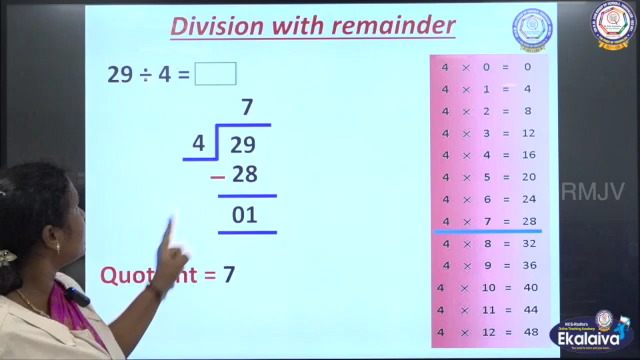 Division with remainder
29 ÷ 4 =
7
4 29
– 28
01
Quotient = 7
4 × 0 = 0
4 × 1 = 4
4 × 2 = 8
4 × 3 = 12
4 × 4 = 16
4 × 5 = 20
4 × 6 = 24
4 × 7 = 28
4 × 8 = 32
4 × 9 = 36
4 × 10 = 40
4 × 11 = 44
4 × 12 = 48
RMJV
Ekalaiva